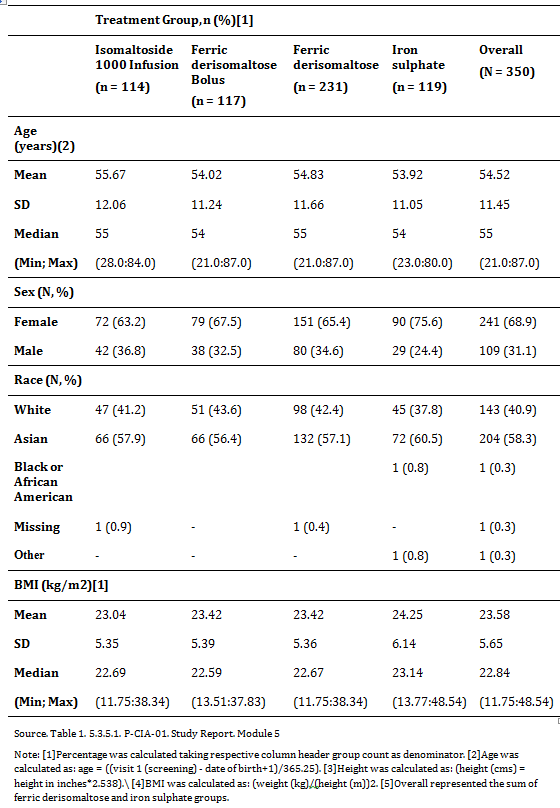 Treatment Group,n (%)[1]
Isomaltoside 1000 Infusion (n = 114) Ferric derisomaltose Bolus (n = 117) Ferric derisomaltose (n = 231) Iron sulphate (n = 119) Overall (N = 350)
Age (years)(2)
Mean 55.67 54.02 54.83 53.92 54.52
SD 12.06 11.24 11.66 11.05 11.45
Median 55 54 55 54 55
(Min; Max) (28.0:84.0) (21.0:87.0) (21.0:87.0) (23.0:80.0) (21.0:87.0)
Sex (N, %)
Female 72 (63.2) 79 (67.5) 151 (65.4) 90 (75.6) 241 (68.9)
Male 42 (36.8) 38 (32.5) 80 (34.6) 29 (24.4) 109 (31.1)
Race (N, %)
White 47 (41.2) 51 (43.6) 98 (42.4) 45 (37.8) 143 (40.9)
Asian 66 (57.9) 66 (56.4) 132 (57.1) 72 (60.5) 204 (58.3)
Black or African American 1 (0.8) 1 (0.3)
Missing 1 (0.9) - 1 (0.4) - 1 (0.3)
Other - - - 1 (0.8) 1 (0.3)
BMI (kg/m2)[1]
Mean 23.04 23.42 23.42 24.25 23.58
SD 5.35 5.39 5.36 6.14 5.65
Median 22.69 22.59 22.67 23.14 22.84
(Min; Max) (11.75:38.34) (13.51:37.83) (11.75:38.34) (13.77:48.54) (11.75:48.54)
Source. Table 1. 5.3.5.1. P-CIA-01. Study Report. Module 5
Note: [1]Percentage was calculated taking respective column header group count as denominator. [2]Age was
calculated as: age = ((visit 1 (screening) - date of birth+1)/365.25). [3]Height was calculated as: (height (cms) =
height in inches*2.538).\ [4]BMI was calculated as: (weight (kg)/(height (m))2. [5]Overall represented the sum of
ferric derisomaltose and iron sulphate groups.